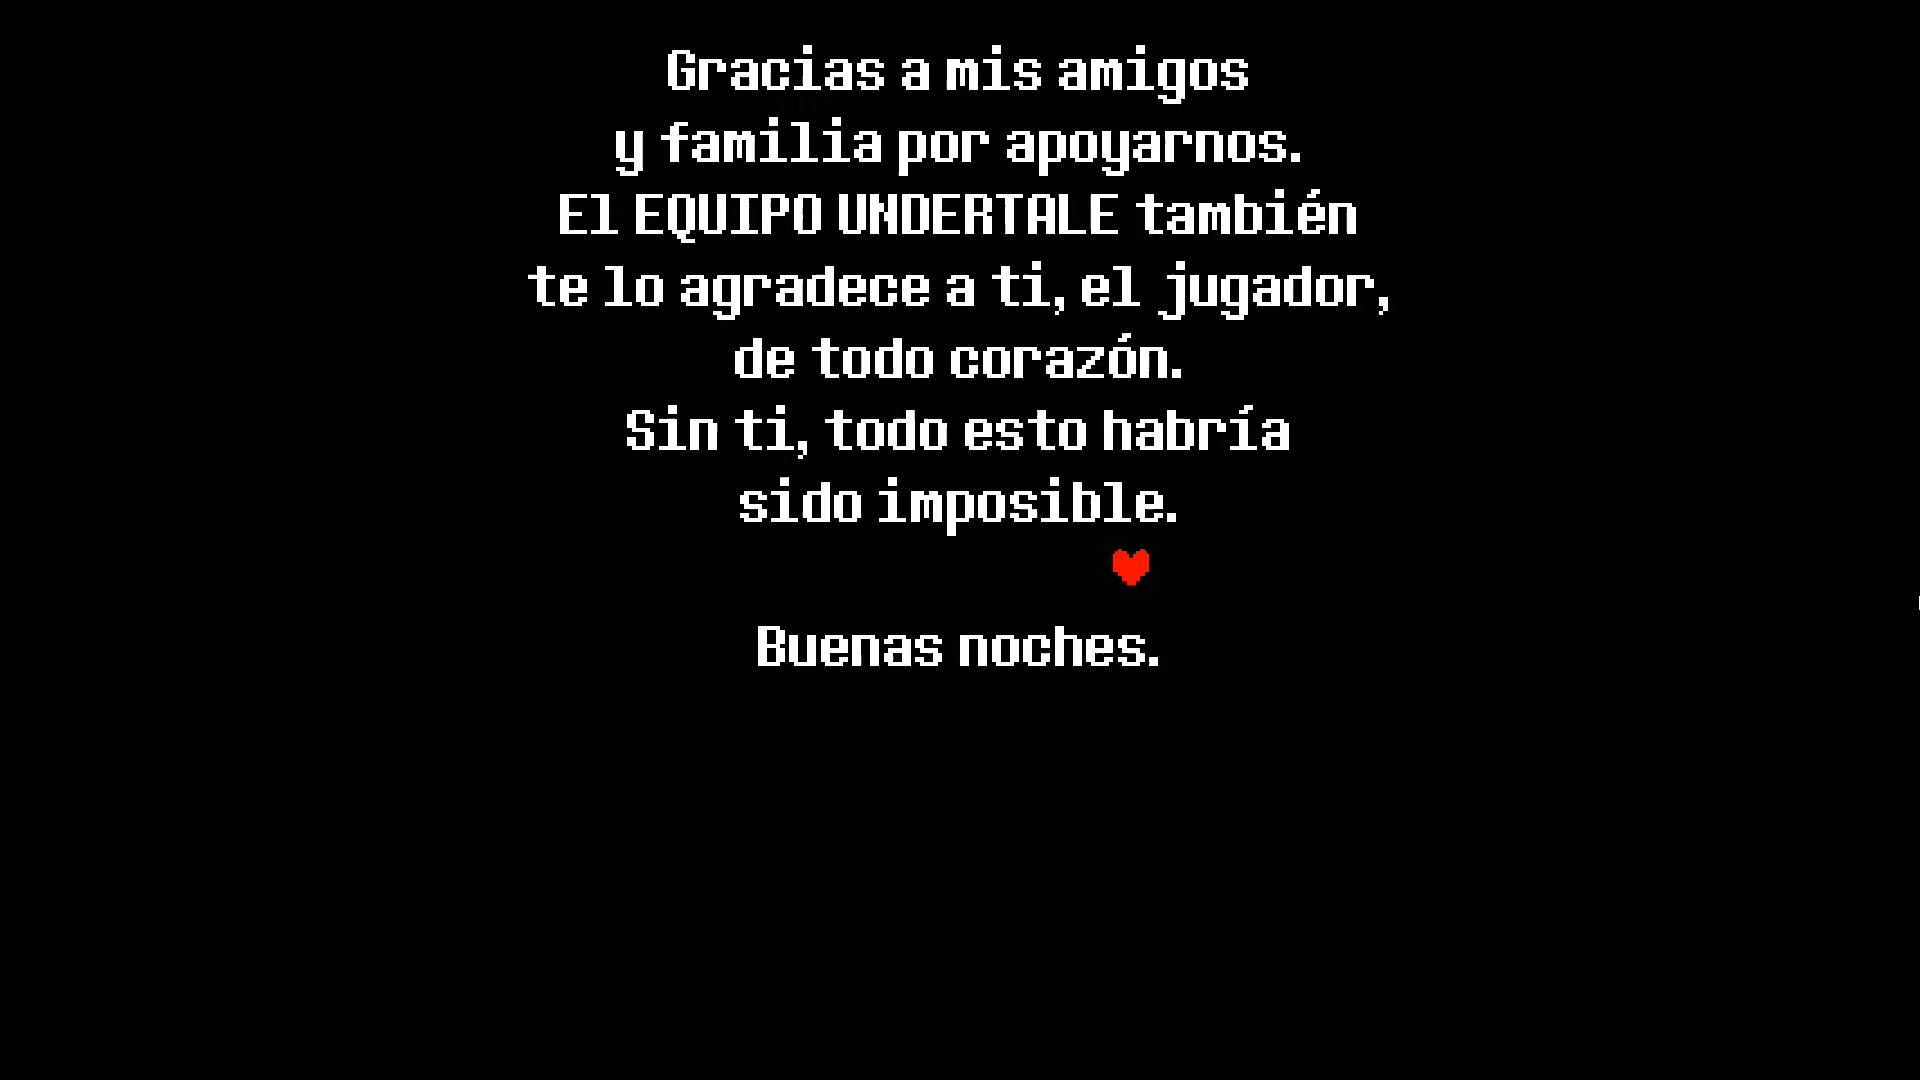 Gracias a mis amigos
y familia por apoyarnos.
El EQUIPO UNDERTALE también
te lo agradece a ti, el jugador,
de todo corazón.
Sin ti, todo esto habría
sido imposible.
Buenas noches.